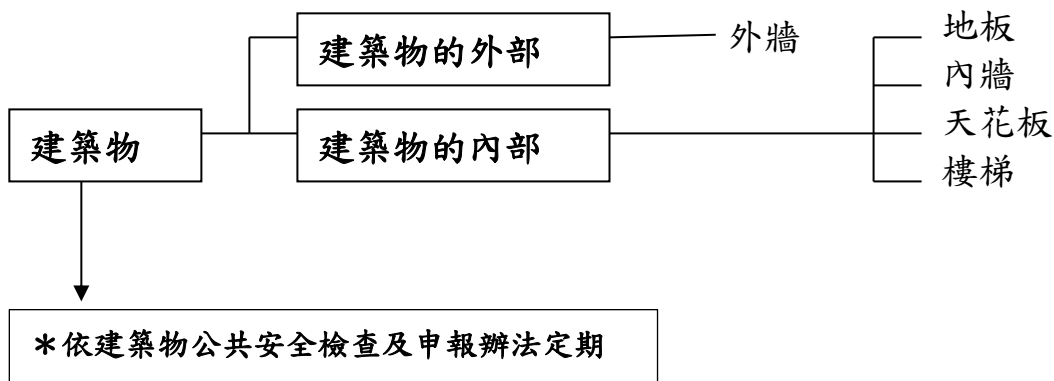 建築物的外部
外牆
地板
內牆
建築物
建築物的內部
天花板
樓梯
＊依建築物公共安全檢查及申報辦法定期